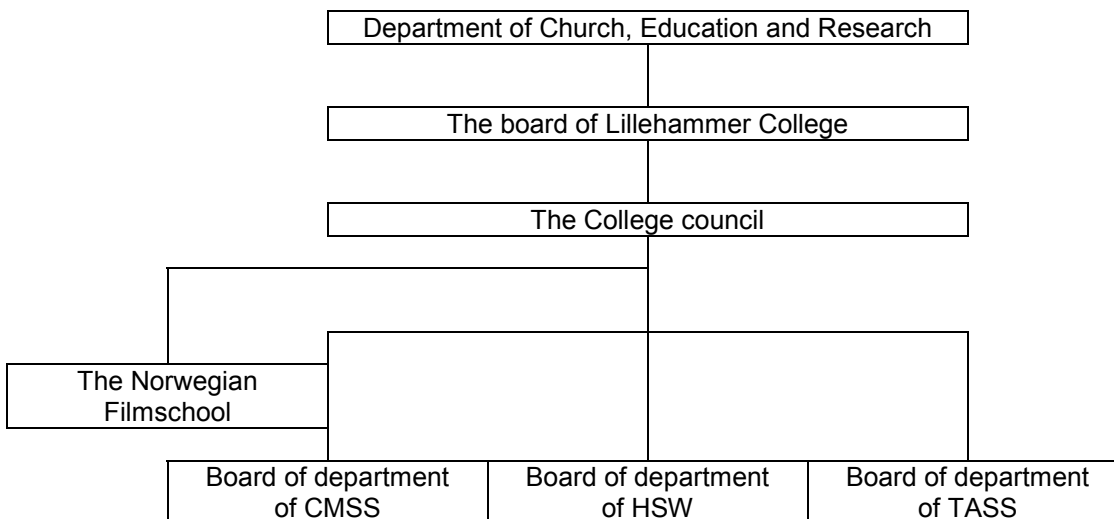 Department of Church, Education and Research
The board of Lillehammer College
The College council
The Norwegian
Filmschool
Board of department
of CMSS
Board of department
of HSW
Board of department
of TASS